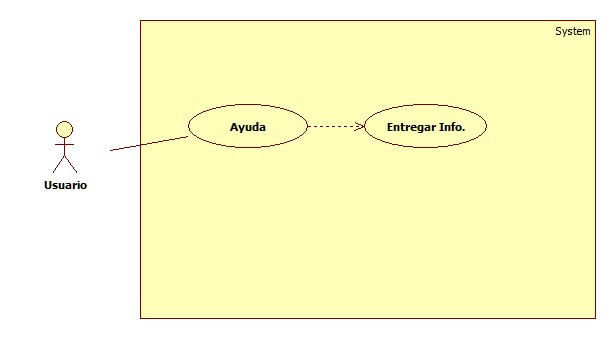 System
Ayuda
Entregar Info.
Usuario